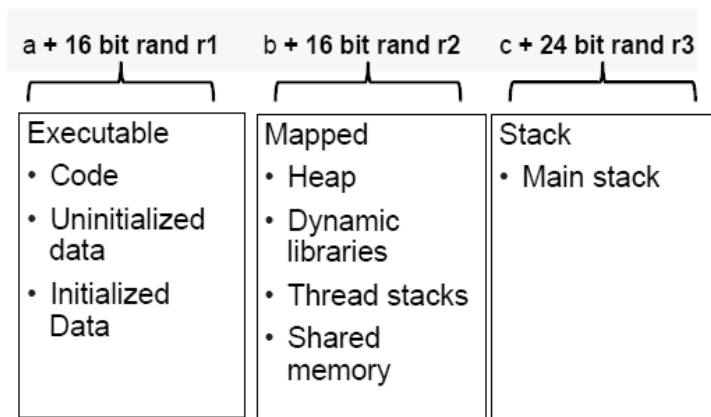 a + 16 bit rand r1
b + 16 bit rand r2
c + 24 bit rand r3
Executable
• Code
• Uninitialized
data
• Initialized
Data
Mapped
• Heap
• Dynamic
libraries
• Thread stacks
• Shared
memory
Stack
• Main stack